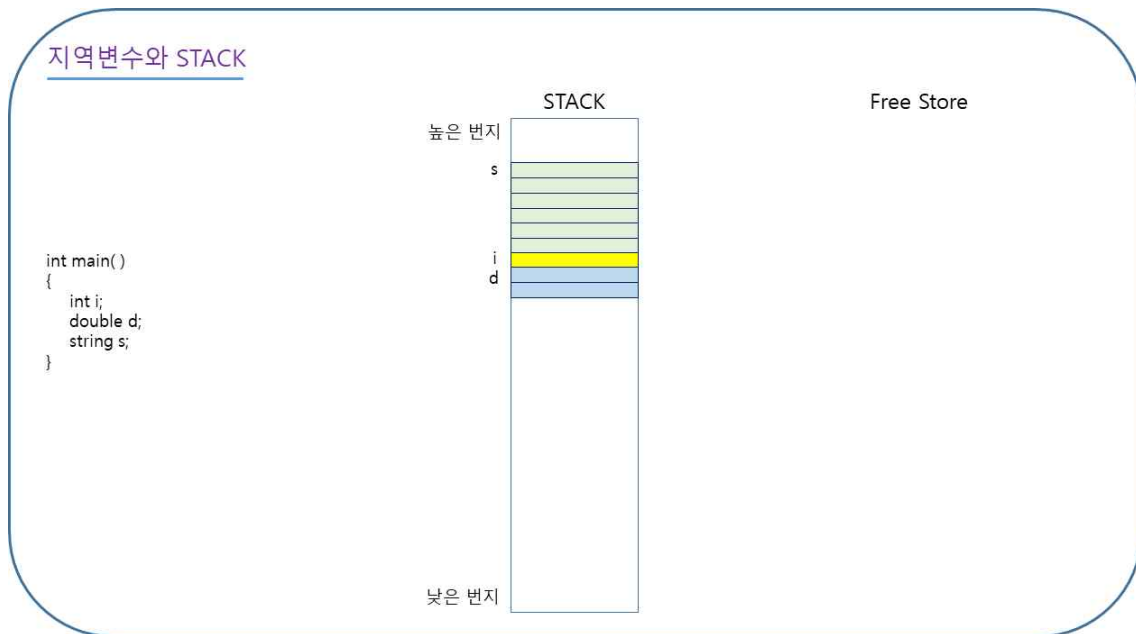 지역변수와 STACK
STACK
Free Store
높은 번지
s
i
d
int main( )
{
int i;
double d;
string s;
}
낮은 번지